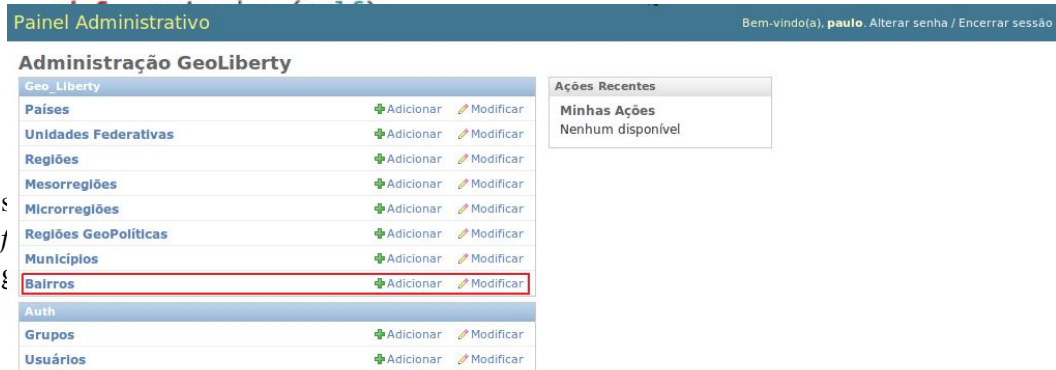 Painel Administrativo
Bem-vindo(a), paulo. Alterar senha / Encerrar sessão
Administração GeoLiberty
Geo_Liberty
Países Adicionar Modificar
Unidades Federativas Adicionar Modificar
Regiões Adicionar Modificar
Mesorregiões Adicionar Modificar
Microrregiões Adicionar Modificar
Regiões GeoPolíticas Adicionar Modificar
Municípios Adicionar Modificar
Bairros Adicionar Modificar
Auth
Grupos Adicionar Modificar
Usuários Adicionar Modificar
Ações Recentes
Minhas Ações
Nenhum disponível